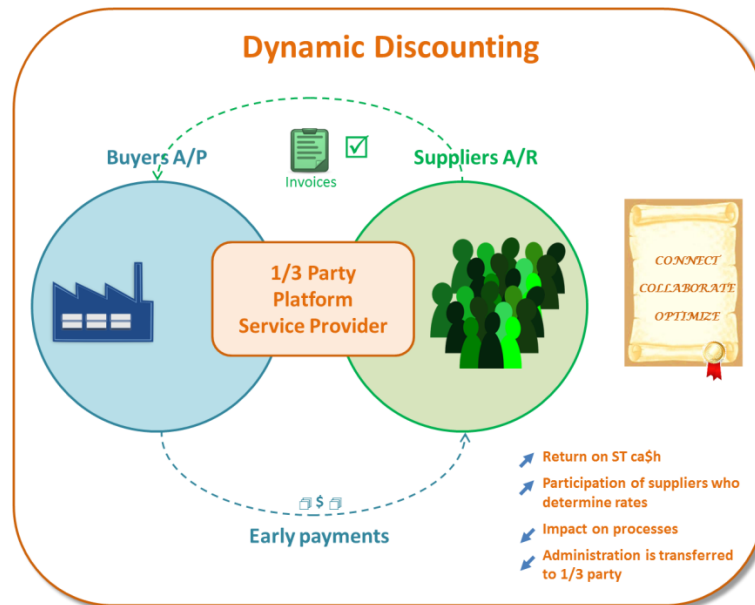 Dynamic Discounting
Buyers A/P
Invoices
Suppliers A/R
1/3 Party
Platform
Service Provider
CONNECT
COLLABORATE
OPTIMIZE
$
Early payments
Return on ST ca$h
Participation of suppliers who
determine rates
Impact on processes
Administration is transferred
to 1/3 party